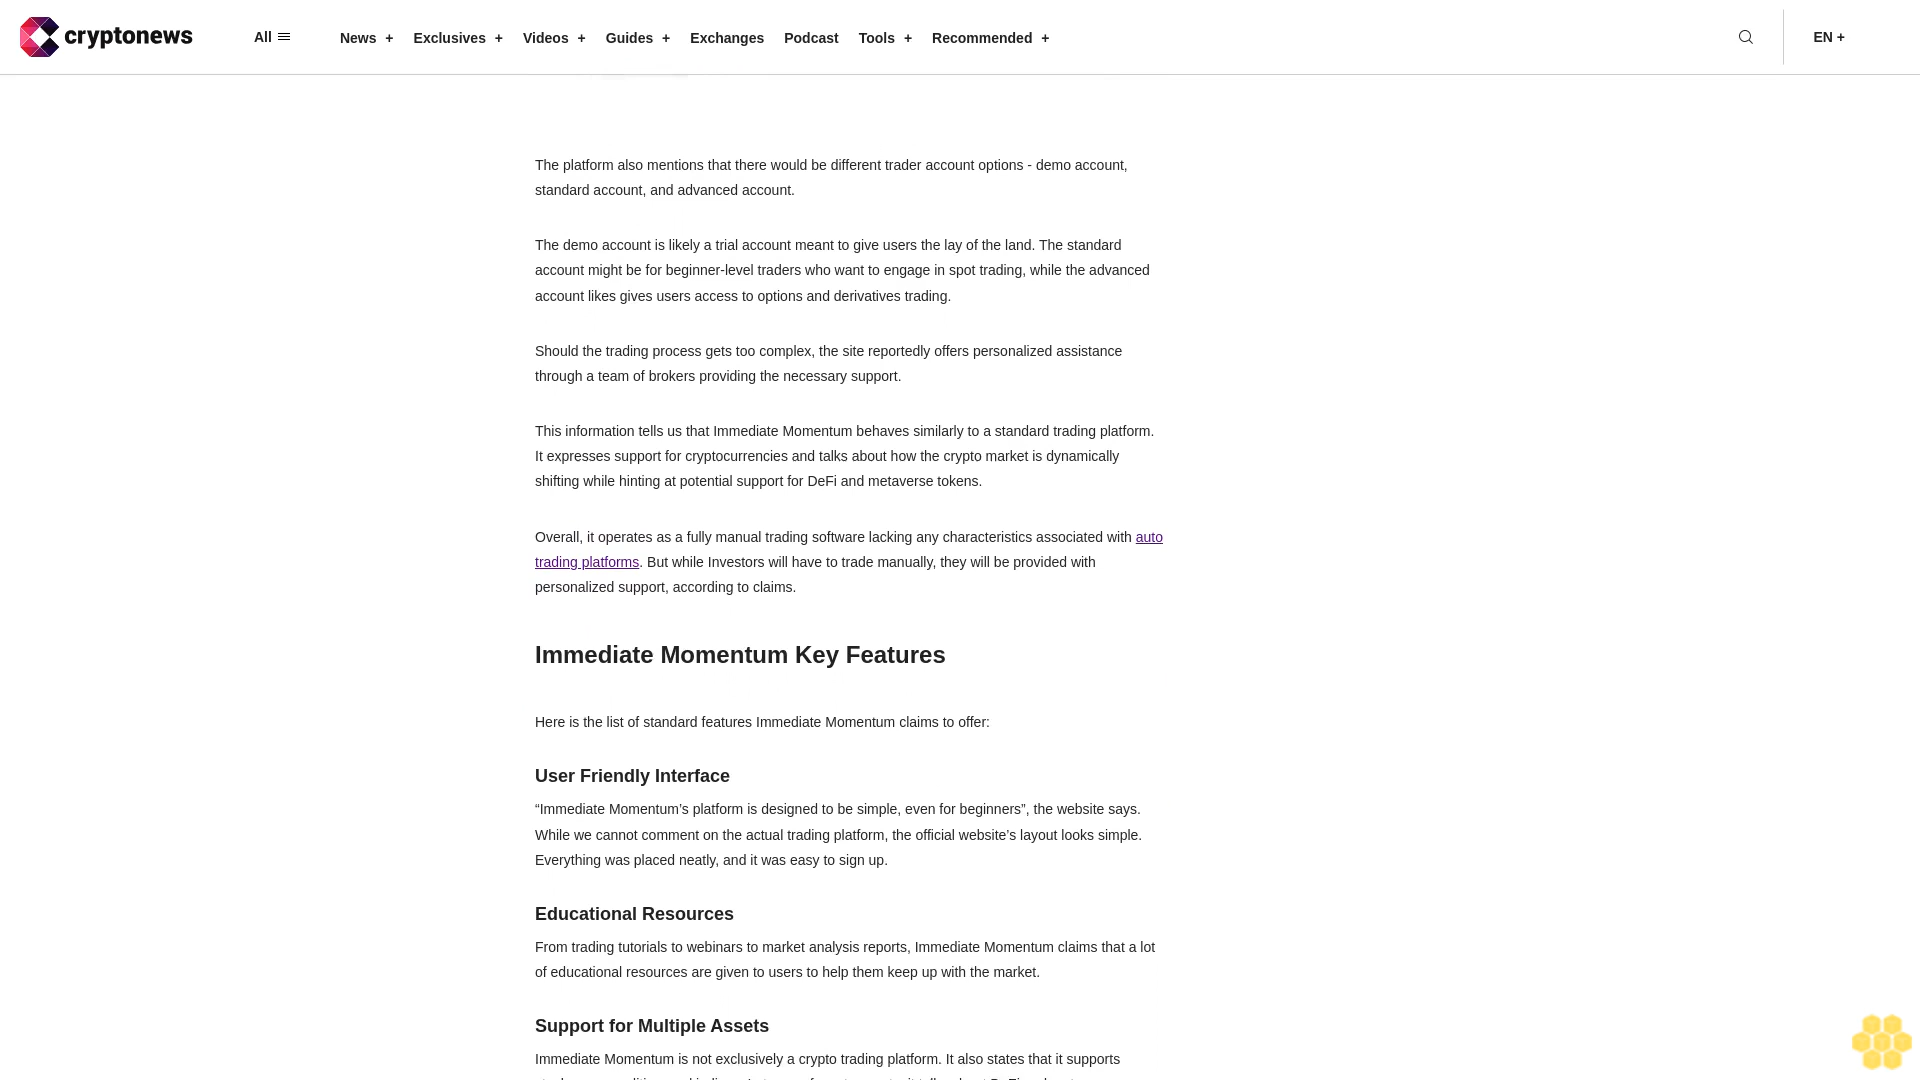 cryptonews
All
News +
Exclusives +
Videos +
Guides +
Exchanges
Podcast
Tools +
Recommended +
EN +
The platform also mentions that there would be different trader account options - demo account,
standard account, and advanced account.
The demo account is likely a trial account meant to give users the lay of the land. The standard
account might be for beginner-level traders who want to engage in spot trading, while the advanced
account likes gives users access to options and derivatives trading.
Should the trading process gets too complex, the site reportedly offers personalized assistance
through a team of brokers providing the necessary support.
This information tells us that Immediate Momentum behaves similarly to a standard trading platform.
It expresses support for cryptocurrencies and talks about how the crypto market is dynamically
shifting while hinting at potential support for DeFi and metaverse tokens.
Overall, it operates as a fully manual trading software lacking any characteristics associated with auto
trading platforms. But while Investors will have to trade manually, they will be provided with
personalized support, according to claims.
Immediate Momentum Key Features
Here is the list of standard features Immediate Momentum claims to offer:
User Friendly Interface
“Immediate Momentum’s platform is designed to be simple, even for beginners”, the website says.
While we cannot comment on the actual trading platform, the official website’s layout looks simple.
Everything was placed neatly, and it was easy to sign up.
Educational Resources
From trading tutorials to webinars to market analysis reports, Immediate Momentum claims that a lot
of educational resources are given to users to help them keep up with the market.
Support for Multiple Assets
Immediate Momentum is not exclusively a crypto trading platform. It also states that it supports